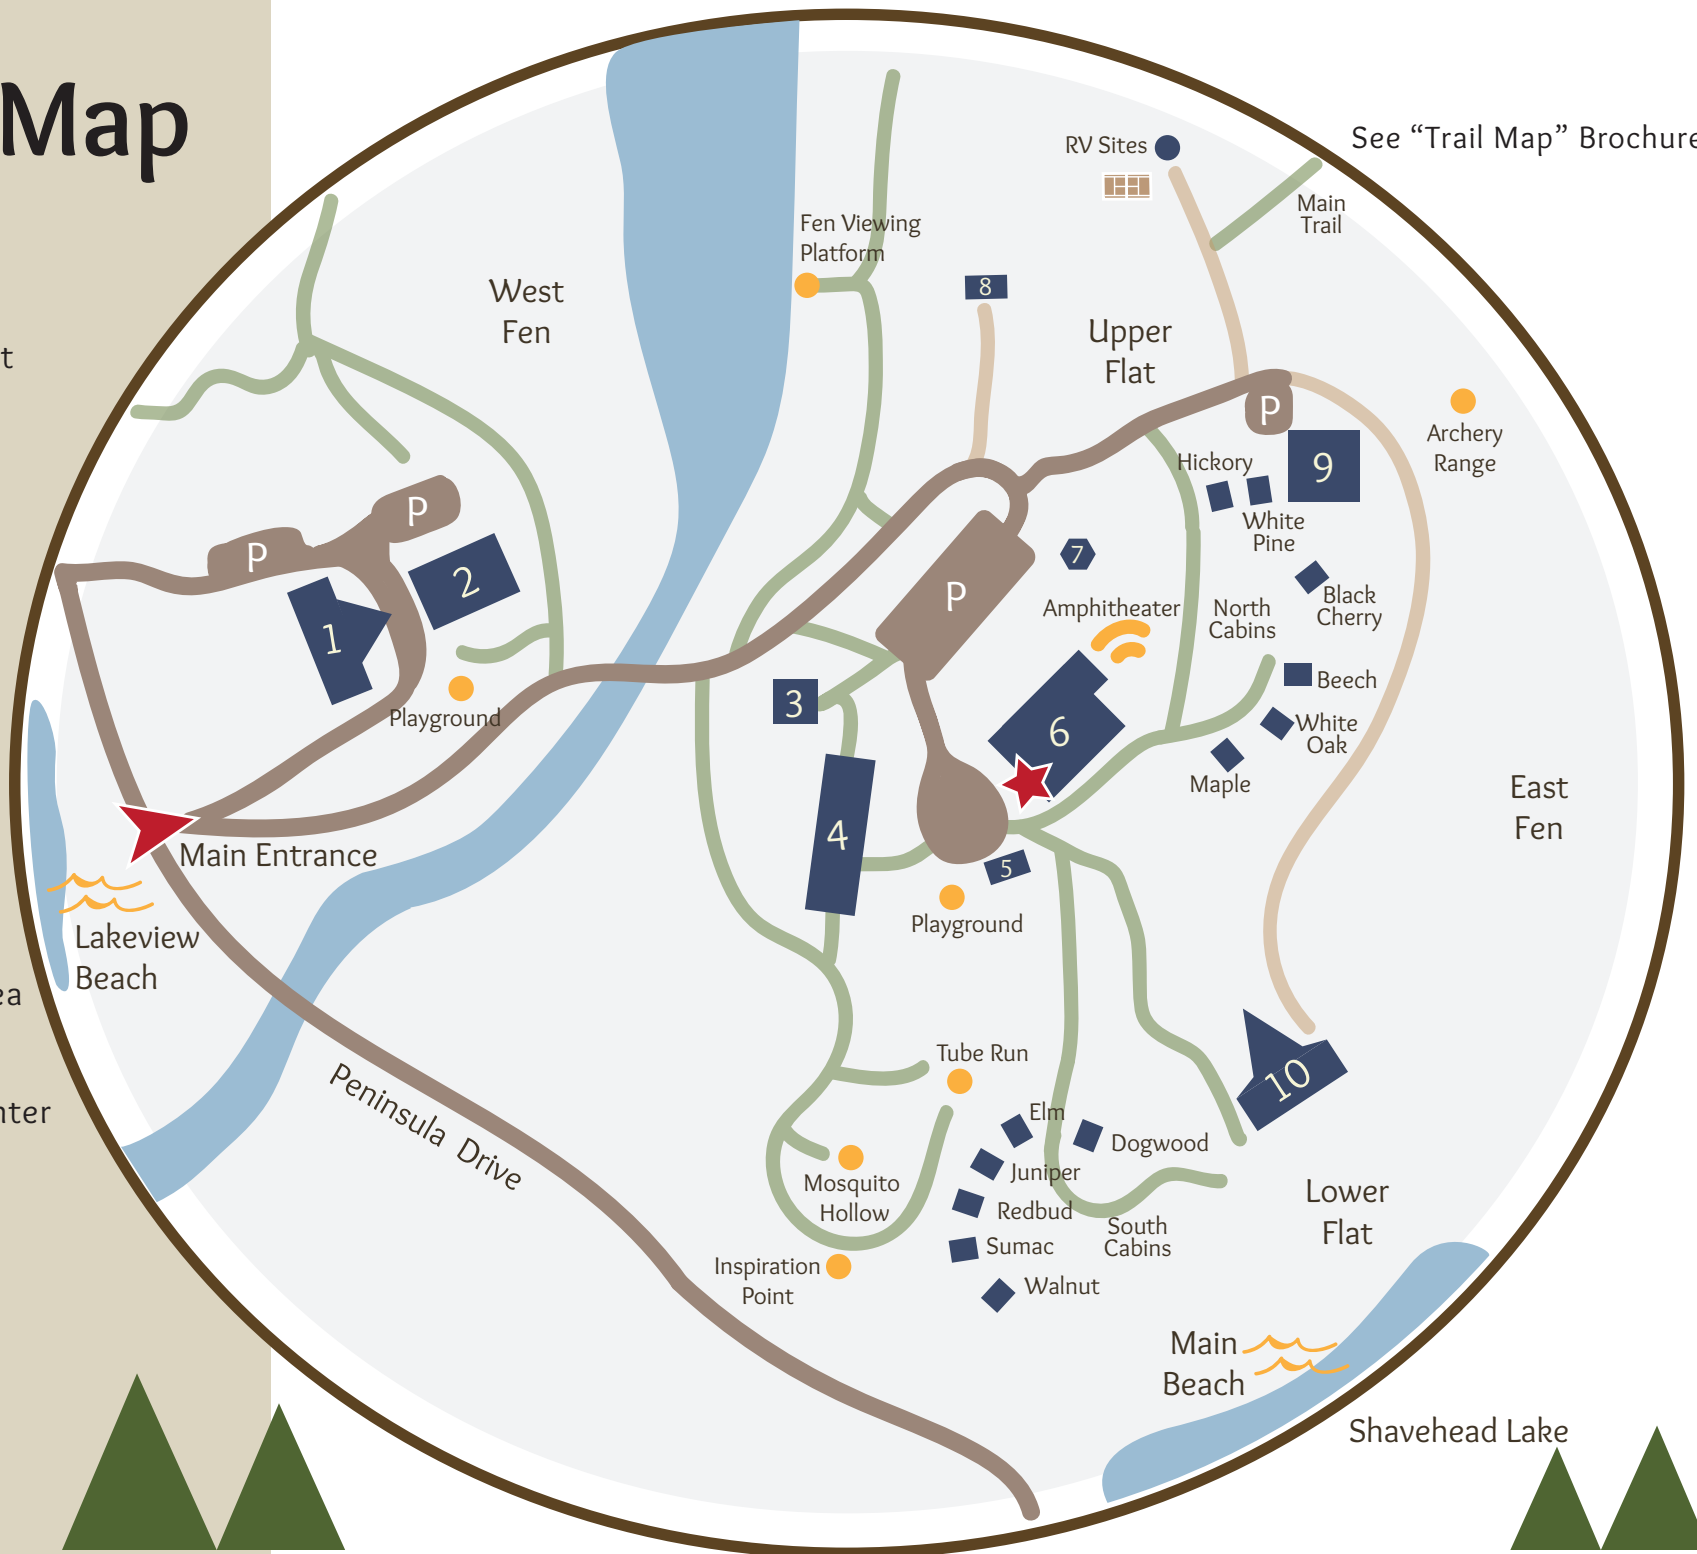 Map
See “Trail Map” Brochure
RV Sites
Main
Trail
Fen Viewing
Platform
West
Fen
8
Upper
Flat
t
P
Archery
Range
Hickory
9
White
Pine
P
P
2
1
7
Black
Cherry
P
Amphitheater
North
Cabins
Beech
White
Oak
Maple
3
6
Playground
East
Fen
4
Main Entrance
5
Playground
Lakeview
Beach
ea
nter
Peninsula Drive
Tube Run
Elm
Dogwood
Juniper
Redbud
Sumac
Walnut
10
Mosquito
Hollow
South
Cabins
Lower
Flat
Inspiration
Point
Main
Beach
Shavehead Lake